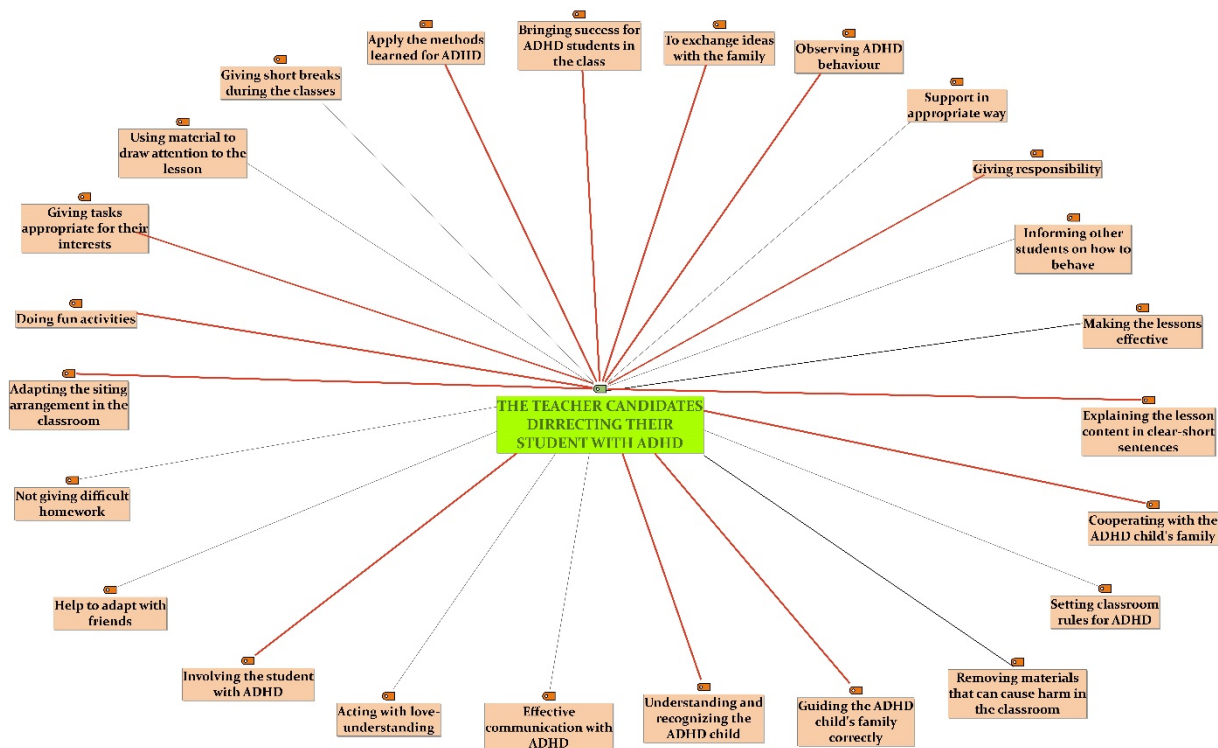 Apply the methods
learned for ADHD
Bringing success for
ADHD students in
the class
To exchange ideas
with the family
Observing ADHD
behaviour
Giving short breaks
during the classes
Support in
appropriate way
Using material to
draw attention to the
lesson
Giving responsibility
Giving tasks
appropriate for their
interests
Informing other
students on how to
behave
Doing fun activities
Making the lessons
effective
Adapting the siting
arrangement in the
classroom
THE TEACHER CANDIDATES
DIRRECTING THEIR
STUDENT WITH ADHD
Explaining the lesson
content in clear-short
sentences
Not giving difficult
homework
Cooperating with the
ADHD child's family
Help to adapt with
friends
Setting classroom
rules for ADHD
Involving the student
with ADHD
Acting with love-
understanding
Effective
communication with
ADHD
Understanding and
recognizing the
ADHD child
Guiding the ADHD
child's family
correctly
Removing materials
that can cause harm in
the classroom